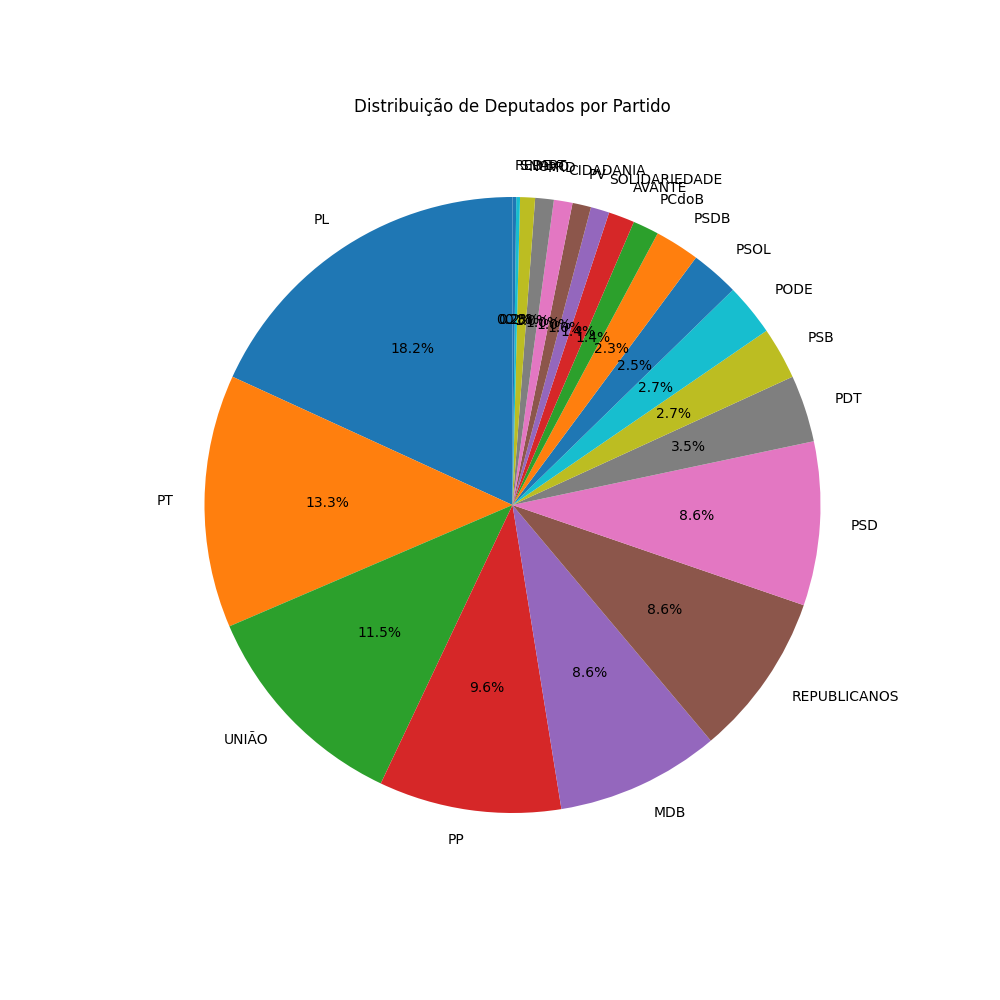 Distribuição de Deputados por Partido
CIDADANIA
PV
SOLIDARIEDADE
AVANTE
PCdoB
PSDB
PSOL
PODE
PSB
PDT
PSD
REPUBLICANOS
MDB
PP
UNIÃO
PT
PL
18.2%
13.3%
11.5%
9.6%
8.6%
8.6%
8.6%
3.5%
2.7%
2.7%
2.5%
2.3%
1.4%
1.4%